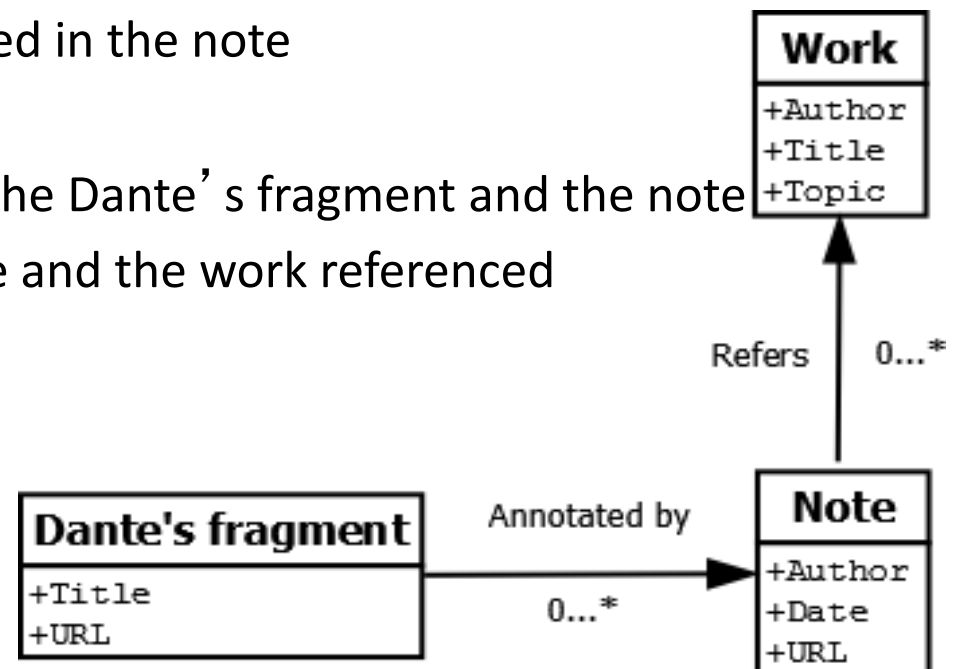 ed in the note
he Dante’s fragment and the note
e and the work referenced
Work
+Author
+Title
+Topic
Refers 0...*
Dante's fragment
+Title
+URL
Annotated by
0...*
Note
+Author
+Date
+URL